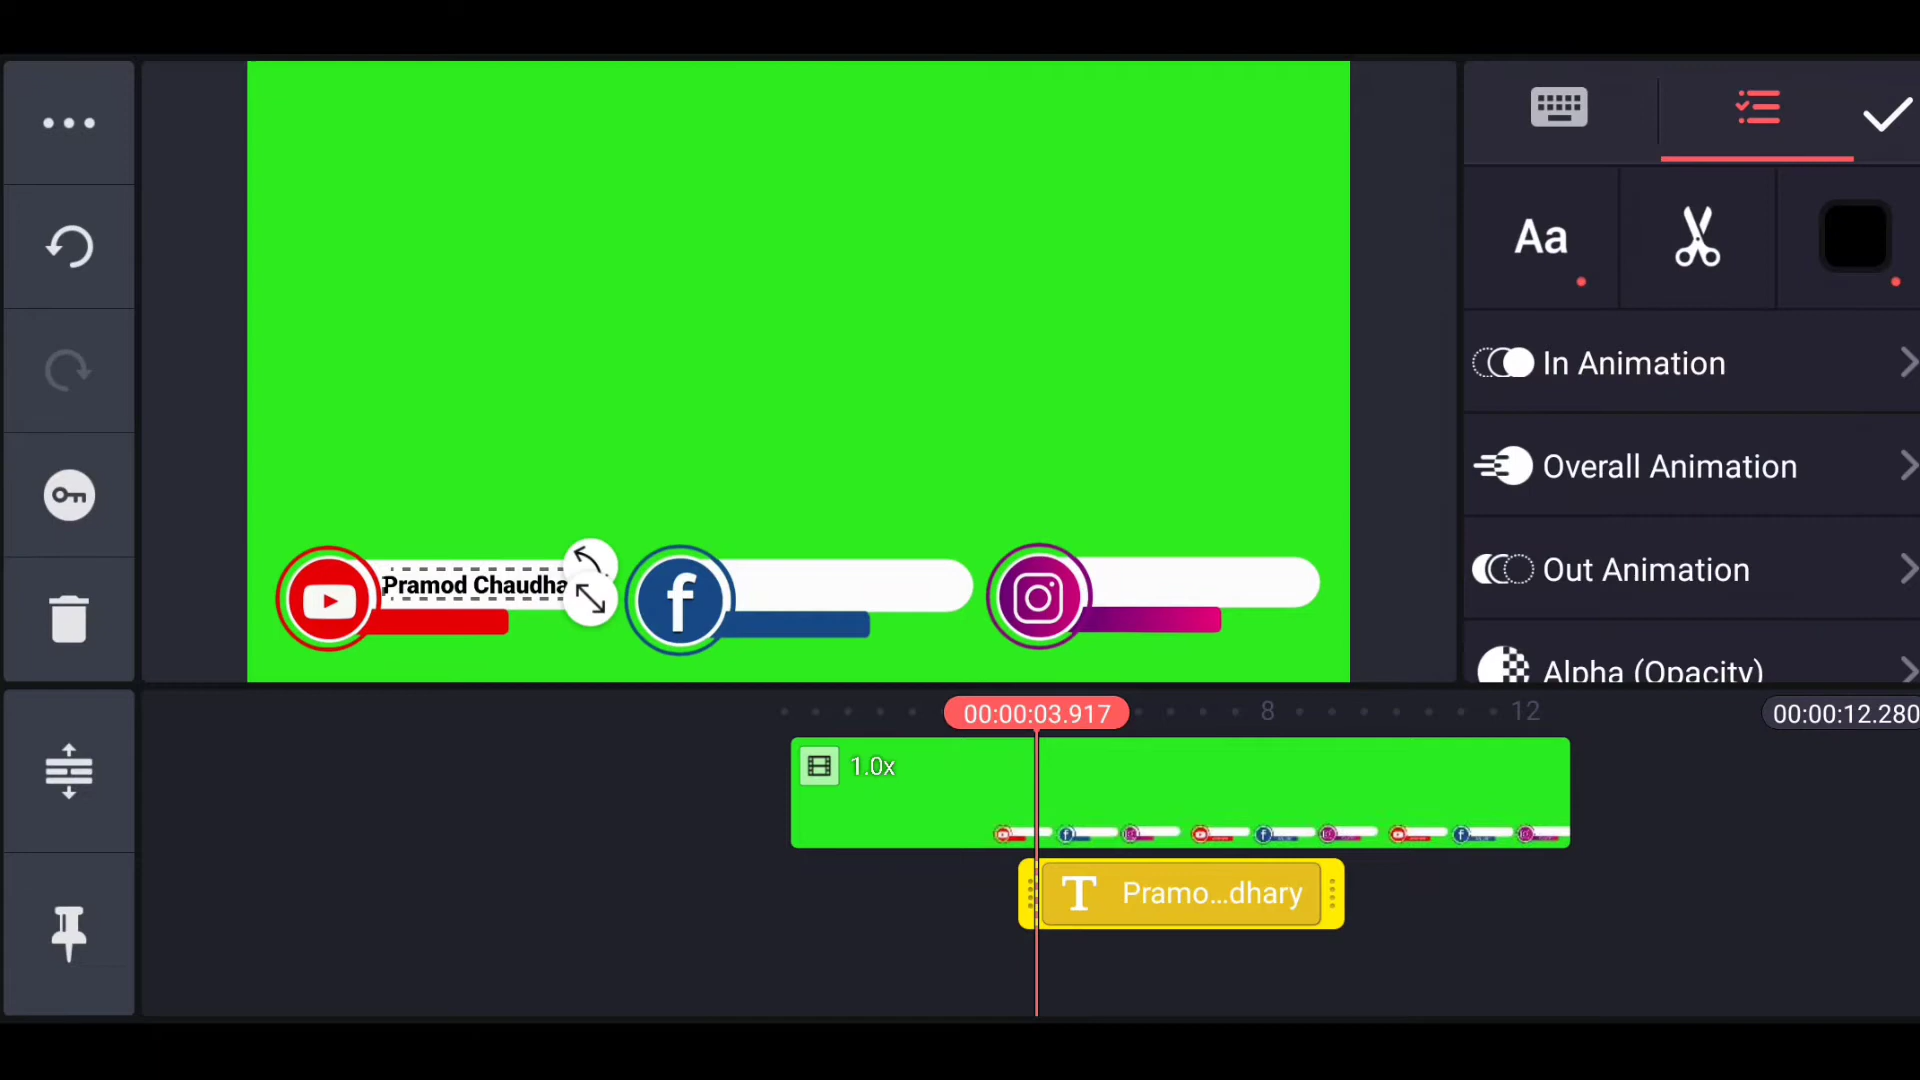 Aa
In Animation
Overall Animation
Out Animation
Alpha (Opacity)
Pramod Chaudha
f
00:00:03.917
8
12
00:00:12.280
1.0x
T Pramo...dhary